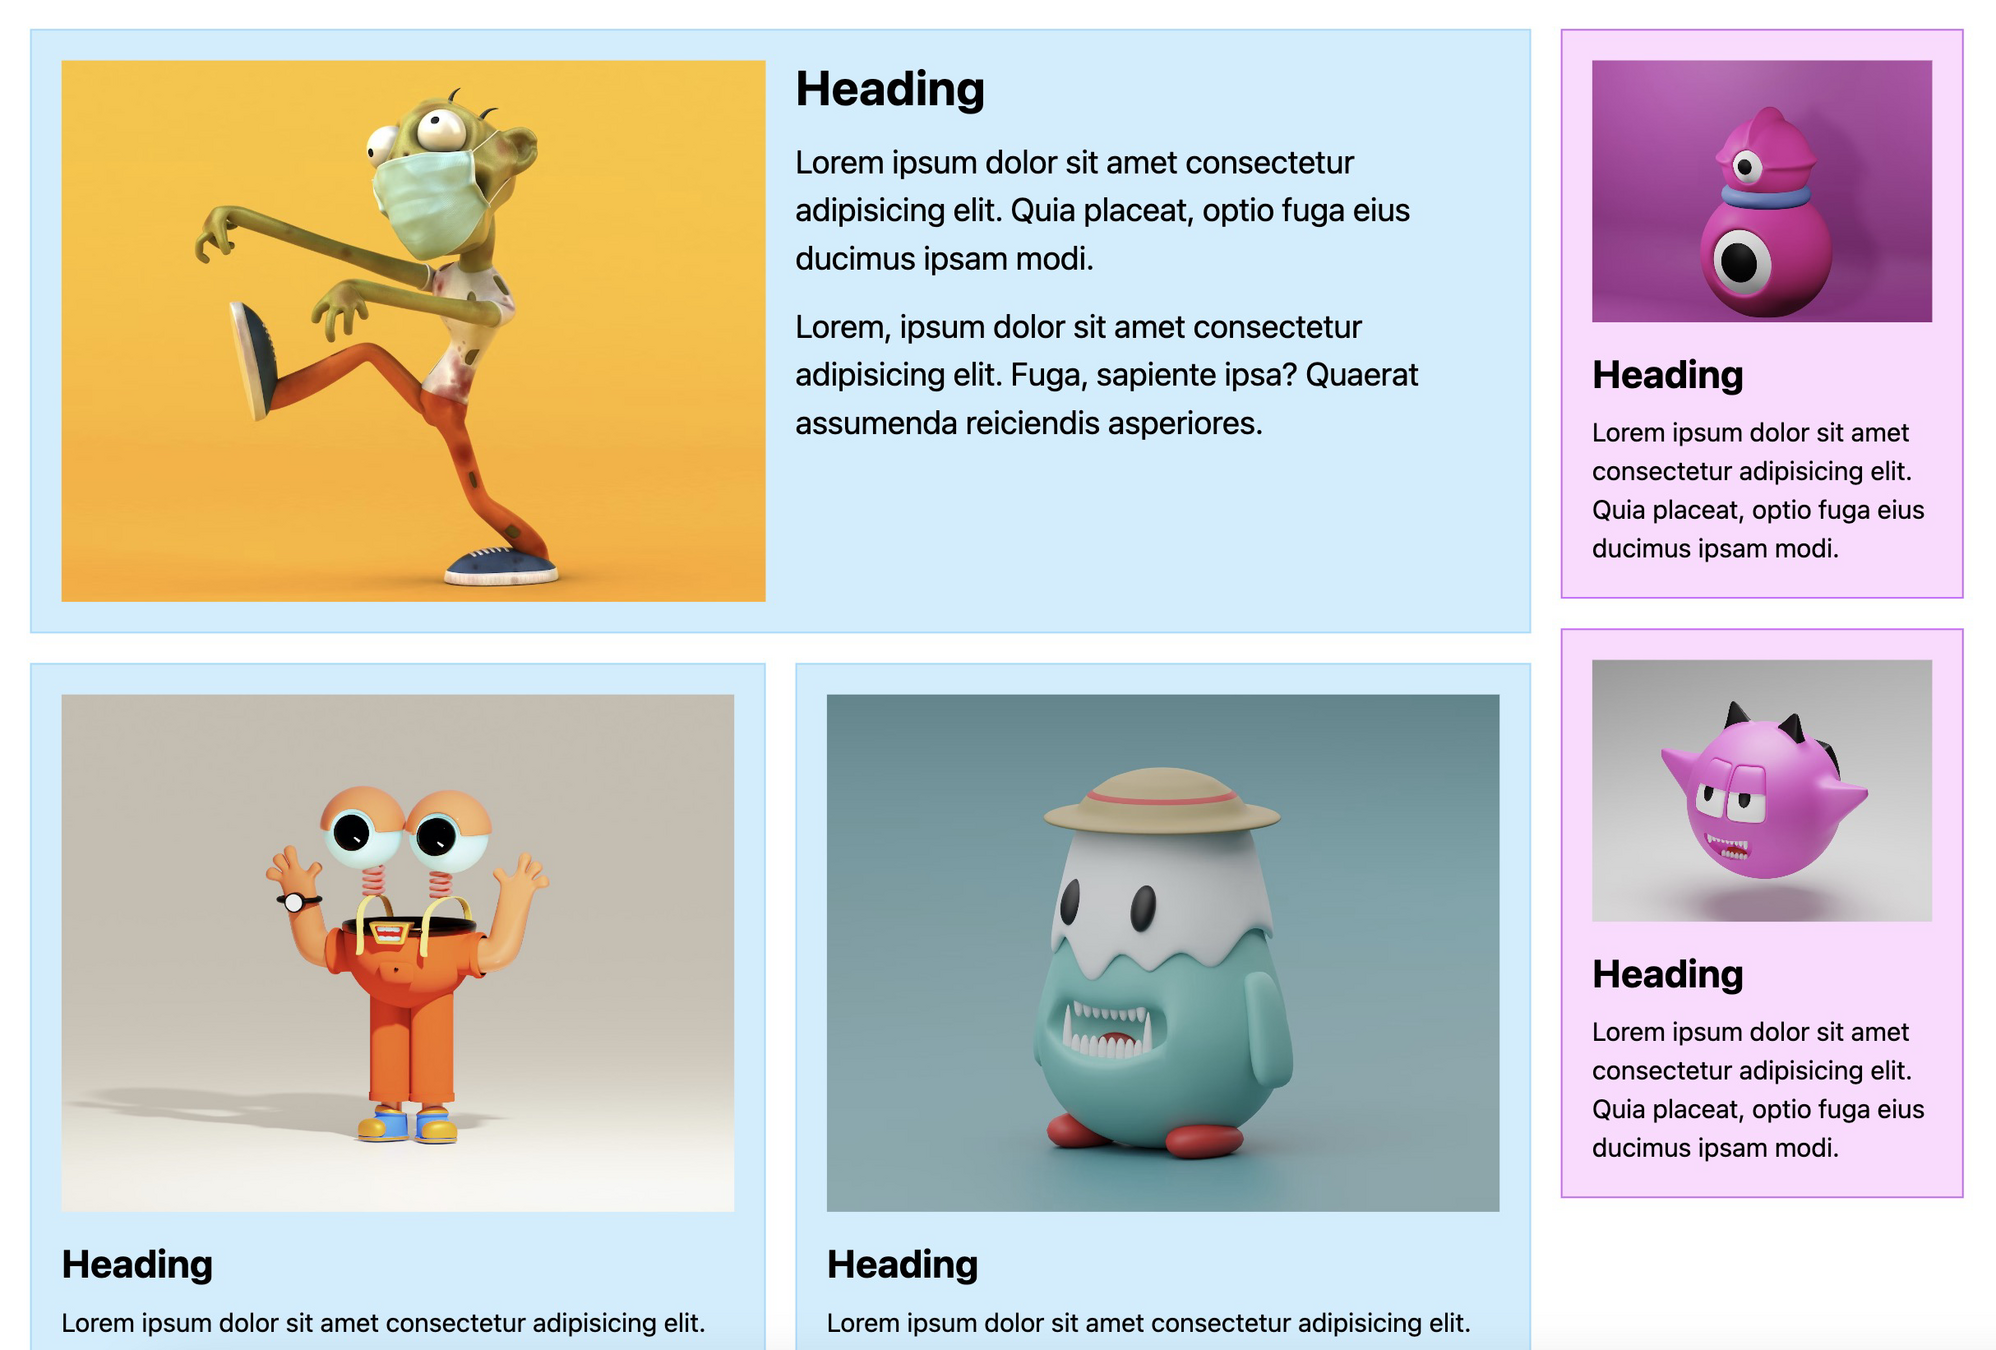 Heading
Lorem ipsum dolor sit amet consectetur
adipisicing elit. Quia placeat, optio fuga eius
ducimus ipsam modi.
Lorem, ipsum dolor sit amet consectetur
adipisicing elit. Fuga, sapiente ipsa? Quaerat
assumenda reiciendis asperiores.
Heading
Lorem ipsum dolor sit amet consectetur adipisicing elit.
Heading
Lorem ipsum dolor sit amet consectetur adipisicing elit.
Heading
Lorem ipsum dolor sit amet
consectetur adipisicing elit.
Quia placeat, optio fuga eius
ducimus ipsam modi.
Heading
Lorem ipsum dolor sit amet
consectetur adipisicing elit.
Quia placeat, optio fuga eius
ducimus ipsam modi.